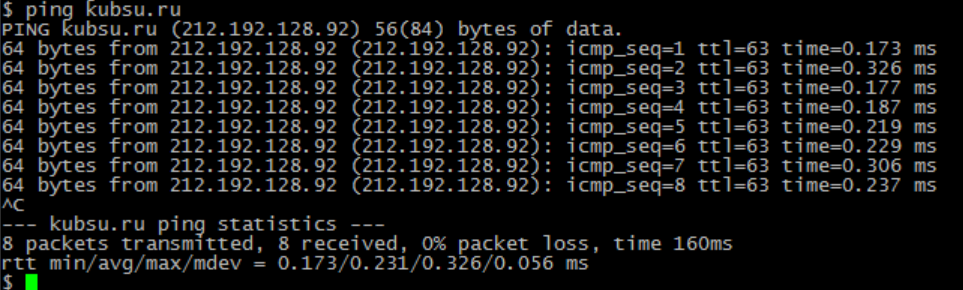 $ ping kubsu.ru
PING kubsu.ru (212.192.128.92) 56(84) bytes of data.
64 bytes from 212.192.128.92 (212.192.128.92): icmp_seq=1 ttl=63 time=0.173 ms
64 bytes from 212.192.128.92 (212.192.128.92): icmp_seq=2 ttl=63 time=0.326 ms
64 bytes from 212.192.128.92 (212.192.128.92): icmp_seq=3 ttl=63 time=0.177 ms
64 bytes from 212.192.128.92 (212.192.128.92): icmp_seq=4 ttl=63 time=0.187 ms
64 bytes from 212.192.128.92 (212.192.128.92): icmp_seq=5 ttl=63 time=0.219 ms
64 bytes from 212.192.128.92 (212.192.128.92): icmp_seq=6 ttl=63 time=0.229 ms
64 bytes from 212.192.128.92 (212.192.128.92): icmp_seq=7 ttl=63 time=0.306 ms
64 bytes from 212.192.128.92 (212.192.128.92): icmp_seq=8 ttl=63 time=0.237 ms
^C
--- kubsu.ru ping statistics ---
8 packets transmitted, 8 received, 0% packet loss, time 160ms
rtt min/avg/max/mdev = 0.173/0.231/0.326/0.056 ms
$